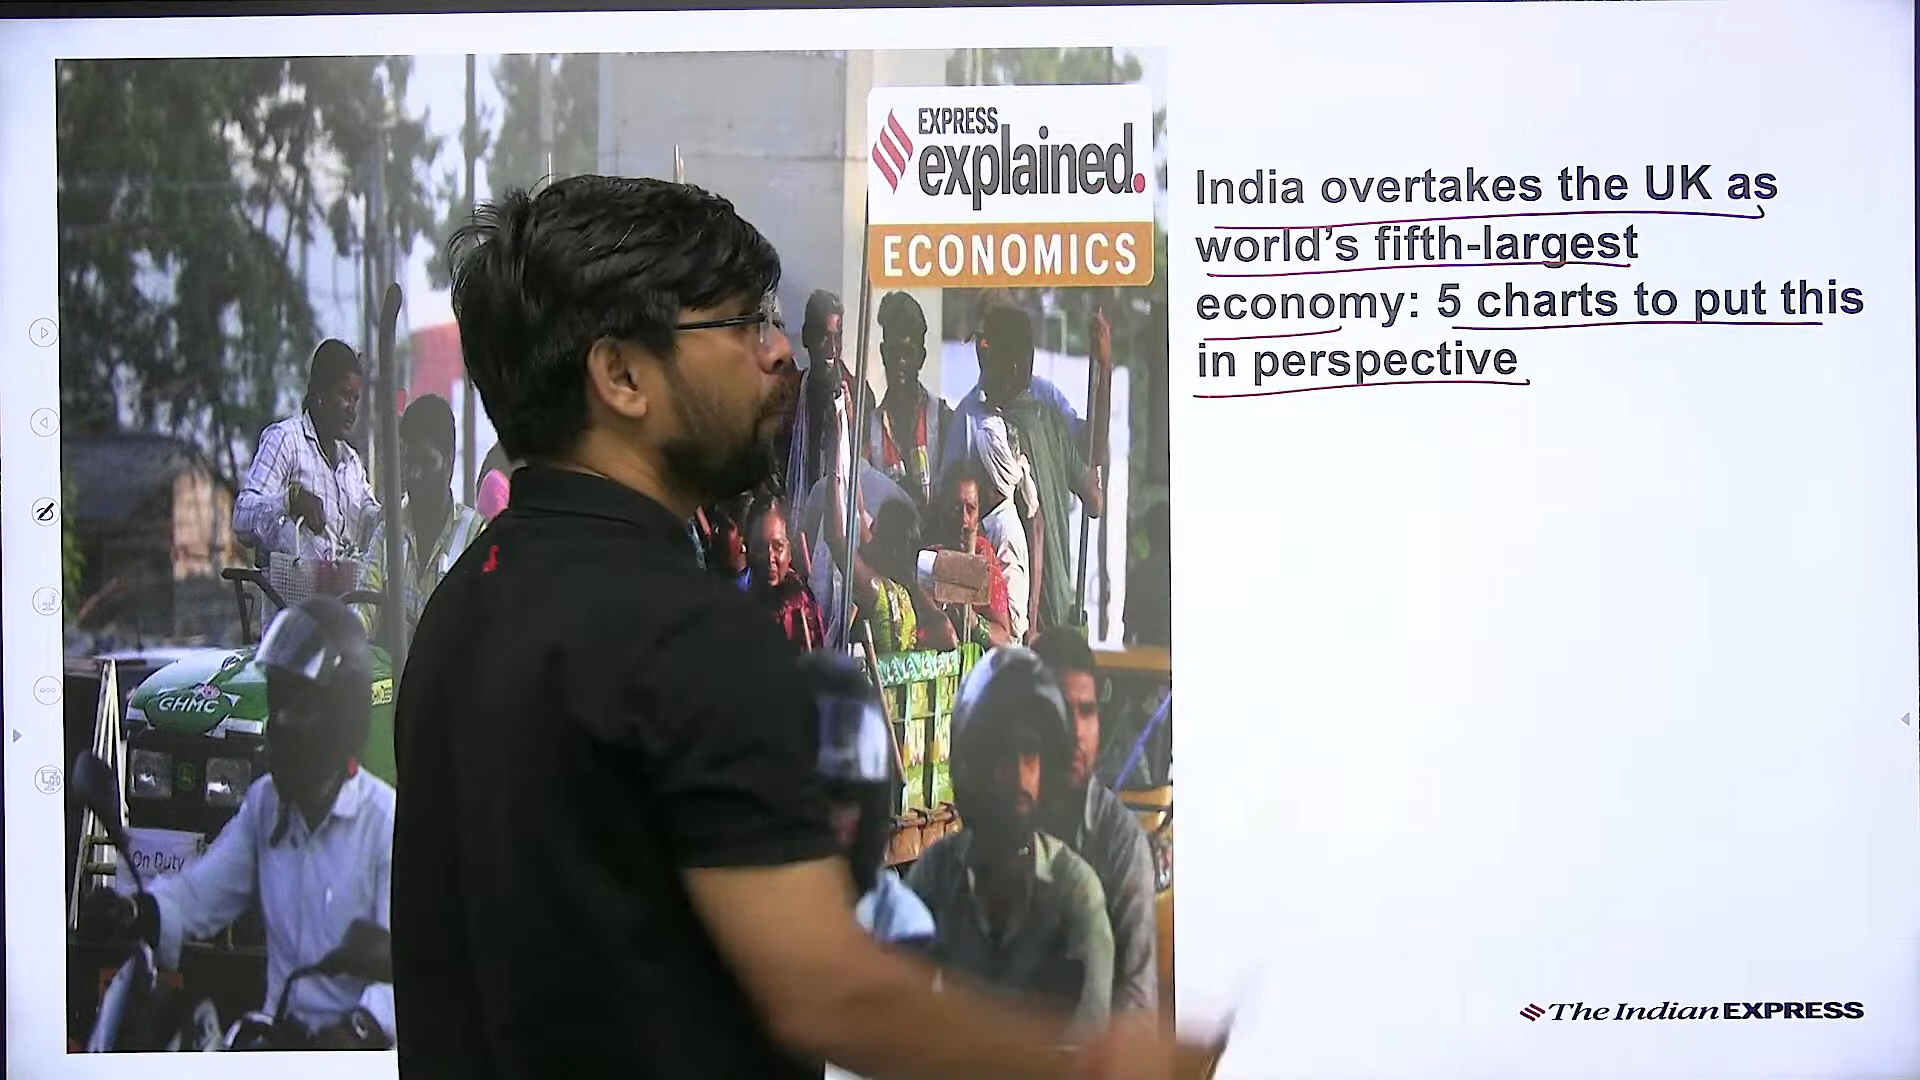 EXPRESS
explained.
ECONOMICS
India overtakes the UK as
world's fifth-largest
economy: 5 charts to put this
in perspective
GHMC
On Duty
The Indian EXPRESS